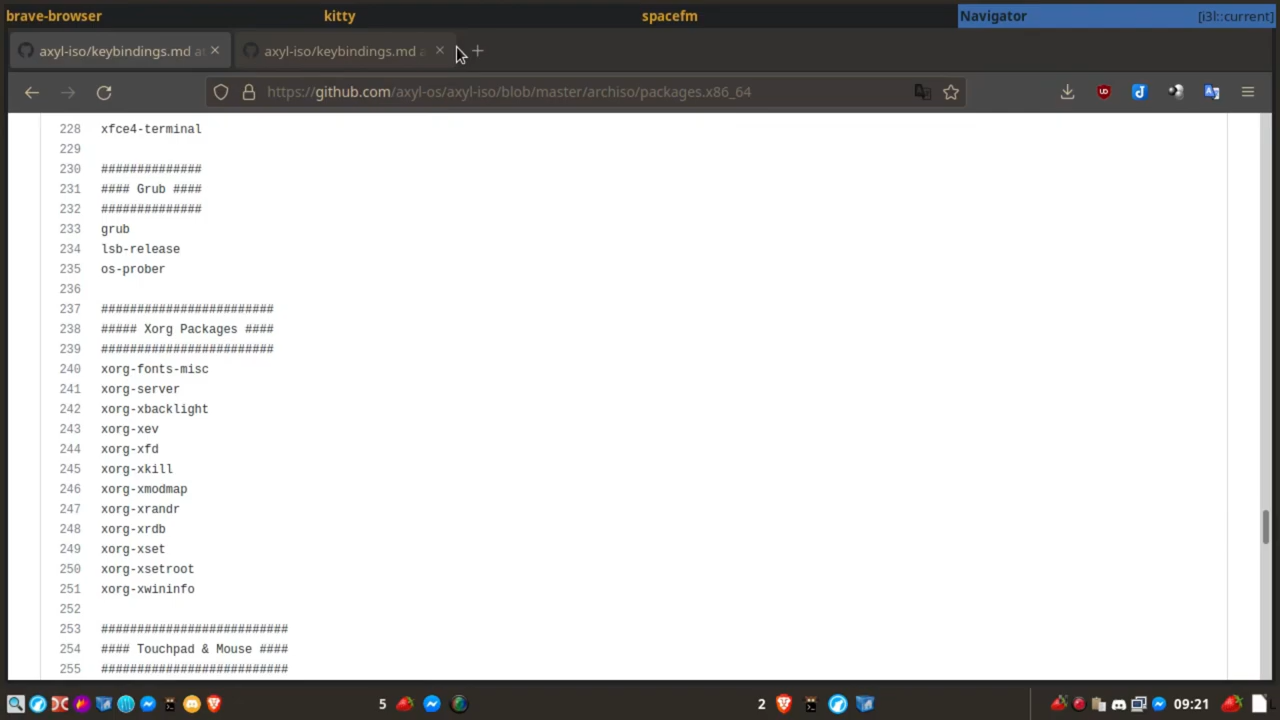 brave-browser kitty spacefm Navigator [i3l::current]
axyl-iso/keybindings.md at axyl-iso/keybindings.md a
https://github.com/axyl-os/axyl-iso/blob/master/archiso/packages.x86_64
228 xfce4-terminal
229
230 ##############
231 #### Grub ####
232 ##############
233 grub
234 lsb-release
235 os-prober
236
237 ########################
238 ##### Xorg Packages ####
239 ########################
240 xorg-fonts-misc
241 xorg-server
242 xorg-xbacklight
243 xorg-xev
244 xorg-xfd
245 xorg-xkill
246 xorg-xmodmap
247 xorg-xrandr
248 xorg-xrdb
249 xorg-xset
250 xorg-xsetroot
251 xorg-xwininfo
252
253 ##########################
254 #### Touchpad & Mouse ####
255 ##########################
5 2 09:21